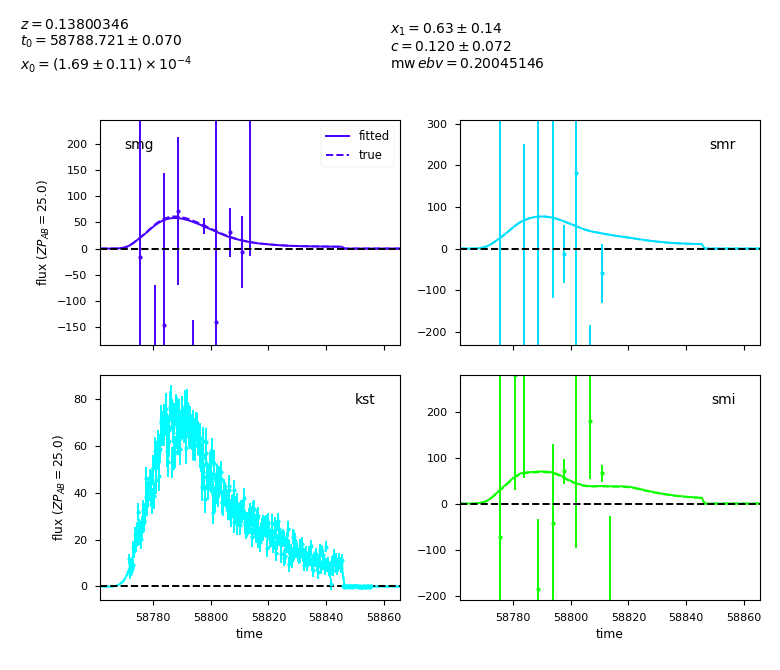 z = 0.13800346
t₀ = 58788.721 ± 0.070
x₀ = (1.69 ± 0.11) × 10⁻⁴
x₁ = 0.63 ± 0.14
c = 0.120 ± 0.072
mw ebv = 0.20045146
smg
fitted
true
200
150
100
50
0
−50
−100
−150
flux (ZP_AB = 25.0)
smr
300
200
100
0
−100
−200
kst
80
60
40
20
0
flux (ZP_AB = 25.0)
58780
58800
58820
58840
58860
time
smi
200
100
0
−100
−200
58780
58800
58820
58840
58860
time